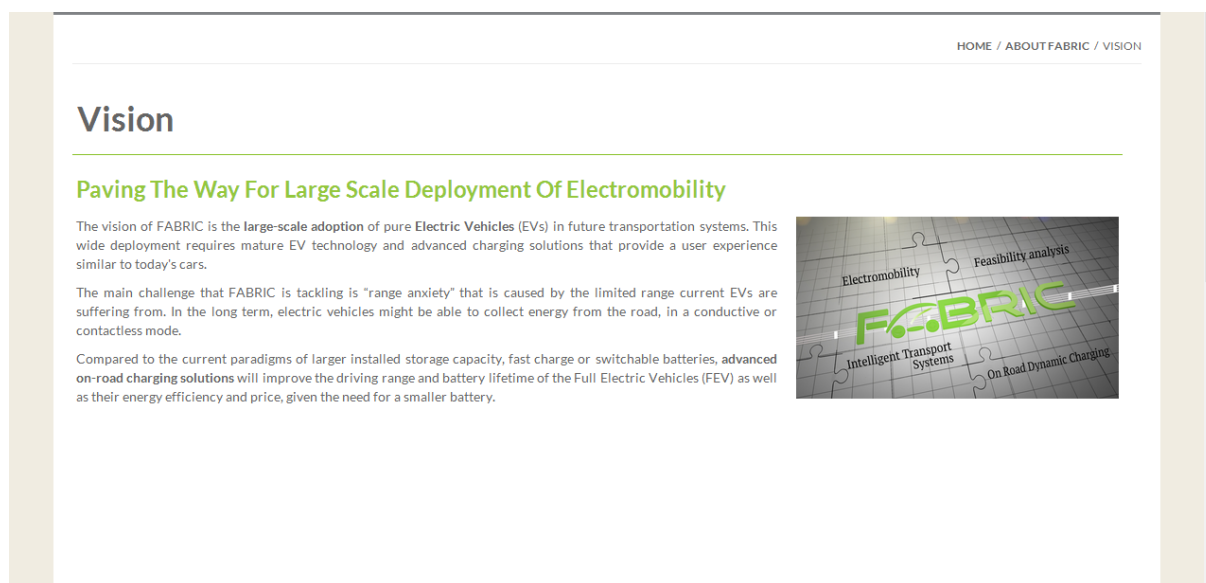 HOME / ABOUT FABRIC / VISION
Vision
Paving The Way For Large Scale Deployment Of Electromobility
The vision of FABRIC is the large-scale adoption of pure Electric Vehicles (EVs) in future transportation systems. This
wide deployment requires mature EV technology and advanced charging solutions that provide a user experience
similar to today's cars.
The main challenge that FABRIC is tackling is "range anxiety" that is caused by the limited range current EVs are
suffering from. In the long term, electric vehicles might be able to collect energy from the road, in a conductive or
contactless mode.
Compared to the current paradigms of larger installed storage capacity, fast charge or switchable batteries, advanced
on-road charging solutions will improve the driving range and battery lifetime of the Full Electric Vehicles (FEV) as well
as their energy efficiency and price, given the need for a smaller battery.
Electromobility
Feasibility analysis
FABRIC
Intelligent Transport
Systems
On Road Dynamic Charging